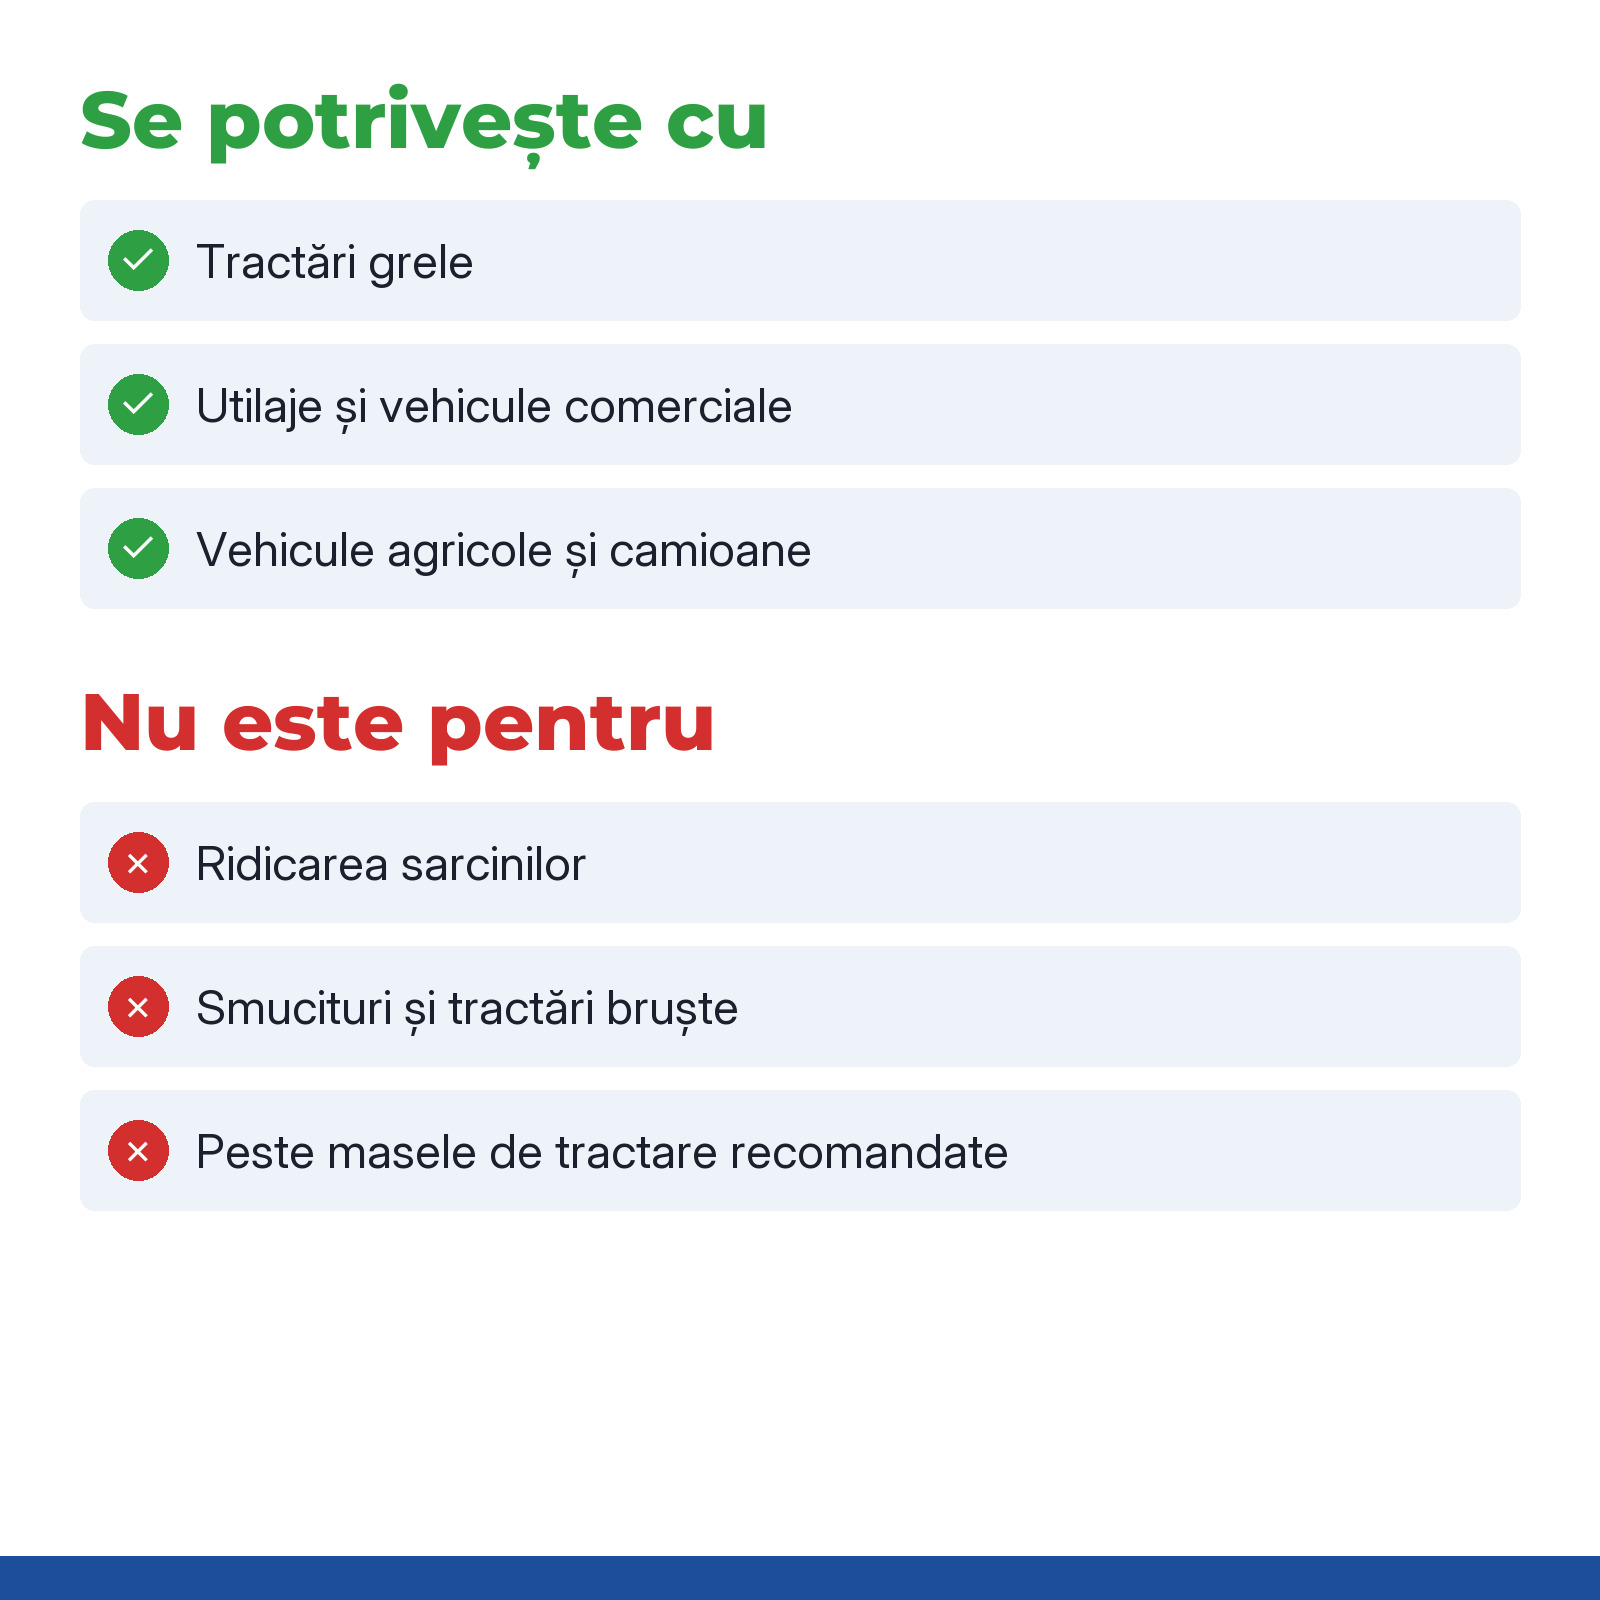 Se potrivește cu
Tractări grele
Utilaje și vehicule comerciale
Vehicule agricole și camioane
Nu este pentru
Ridicarea sarcinilor
Smucituri și tractări bruște
Peste masele de tractare recomandate